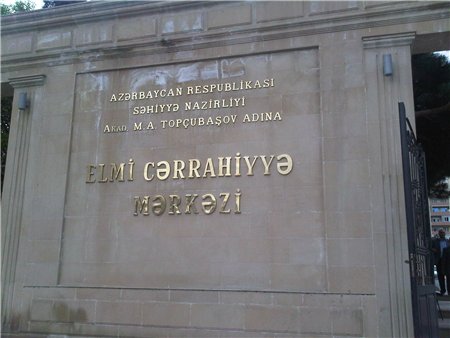 AZƏRBAYCAN RESPUBLİKASI
SƏHİYYƏ NAZİRLİYİ
AKAD. M.A. TOPÇUBAŞOV ADINA
ELMİ CƏRRAHİYYƏ
MƏRKƏZİ